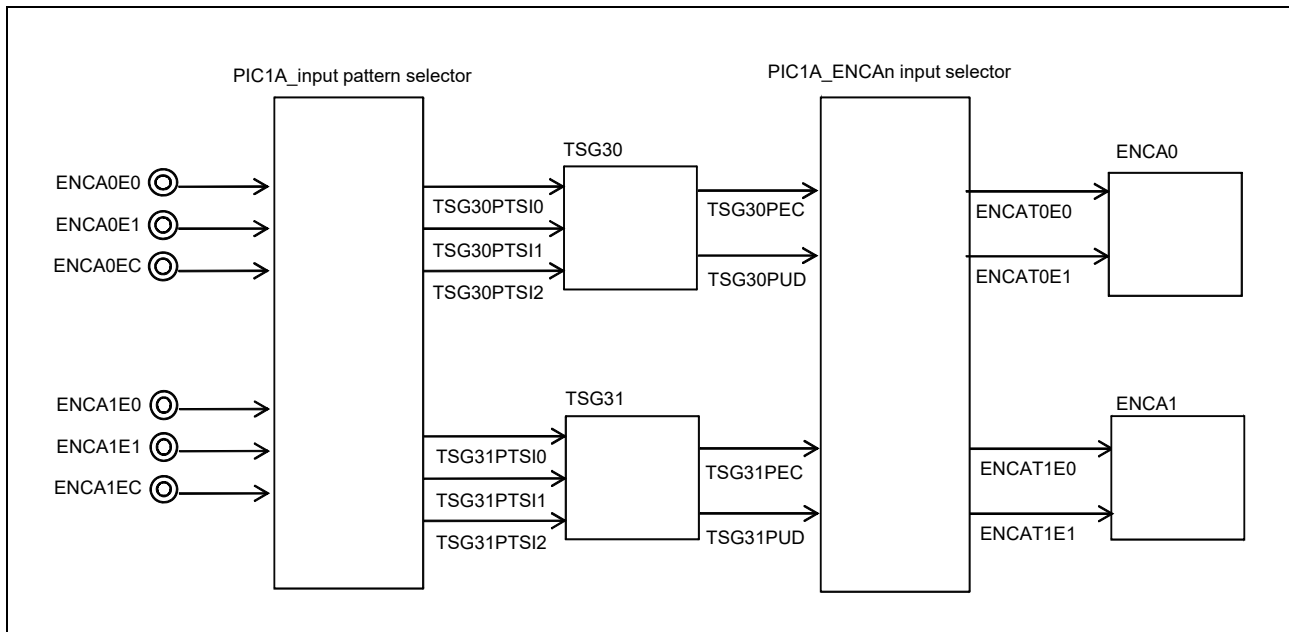 PIC1A_input pattern selector
PIC1A_ENCAn input selector
TSG30
ENCA0
ENCA0E0
ENCA0E1
ENCA0EC
TSG30PTSI0
TSG30PTSI1
TSG30PTSI2
TSG30PEC
TSG30PUD
ENCAT0E0
ENCAT0E1
TSG31
ENCA1
ENCA1E0
ENCA1E1
ENCA1EC
TSG31PTSI0
TSG31PTSI1
TSG31PTSI2
TSG31PEC
TSG31PUD
ENCAT1E0
ENCAT1E1